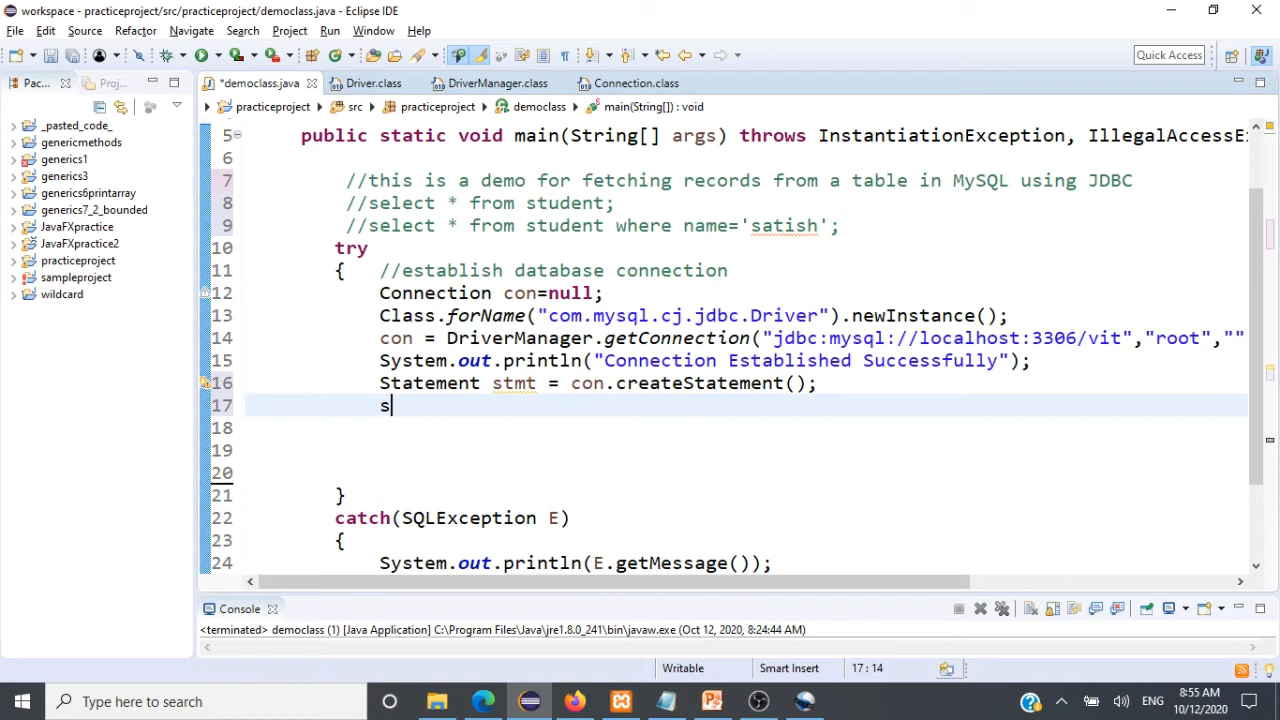 workspace - practiceproject/src/practiceproject/democlass.java - Eclipse IDE
File Edit Source Refactor Navigate Search Project Run Window Help
Quick Access
Pac... Proj... *democlass.java Driver.class DriverManager.class Connection.class
practiceproject src practiceproject democlass main(String[]) : void
_pasted_code_
genericmethods
generics1
generics3
generics6printarray
generics7_2_bounded
JavaFXpractice
JavaFXpractice2
practiceproject
sampleproject
wildcard
5 public static void main(String[] args) throws InstantiationException, IllegalAccessE
6
7 //this is a demo for fetching records from a table in MySQL using JDBC
8 //select * from student;
9 //select * from student where name='satish';
10 try
11 { //establish database connection
12 Connection con=null;
13 Class.forName("com.mysql.cj.jdbc.Driver").newInstance();
14 con = DriverManager.getConnection("jdbc:mysql://localhost:3306/vit","root",""
15 System.out.println("Connection Established Successfully");
16 Statement stmt = con.createStatement();
17 s
18
19
20
21 }
22 catch(SQLException E)
23 {
24 System.out.println(E.getMessage());
Console
<terminated> democlass (1) [Java Application] C:\Program Files\Java\jre1.8.0_241\bin\javaw.exe (Oct 12, 2020, 8:24:44 AM)
Writable Smart Insert 17 : 14
Type here to search
ENG
8:55 AM
10/12/2020